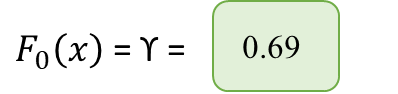 F₀(x) = ϒ = 0.69